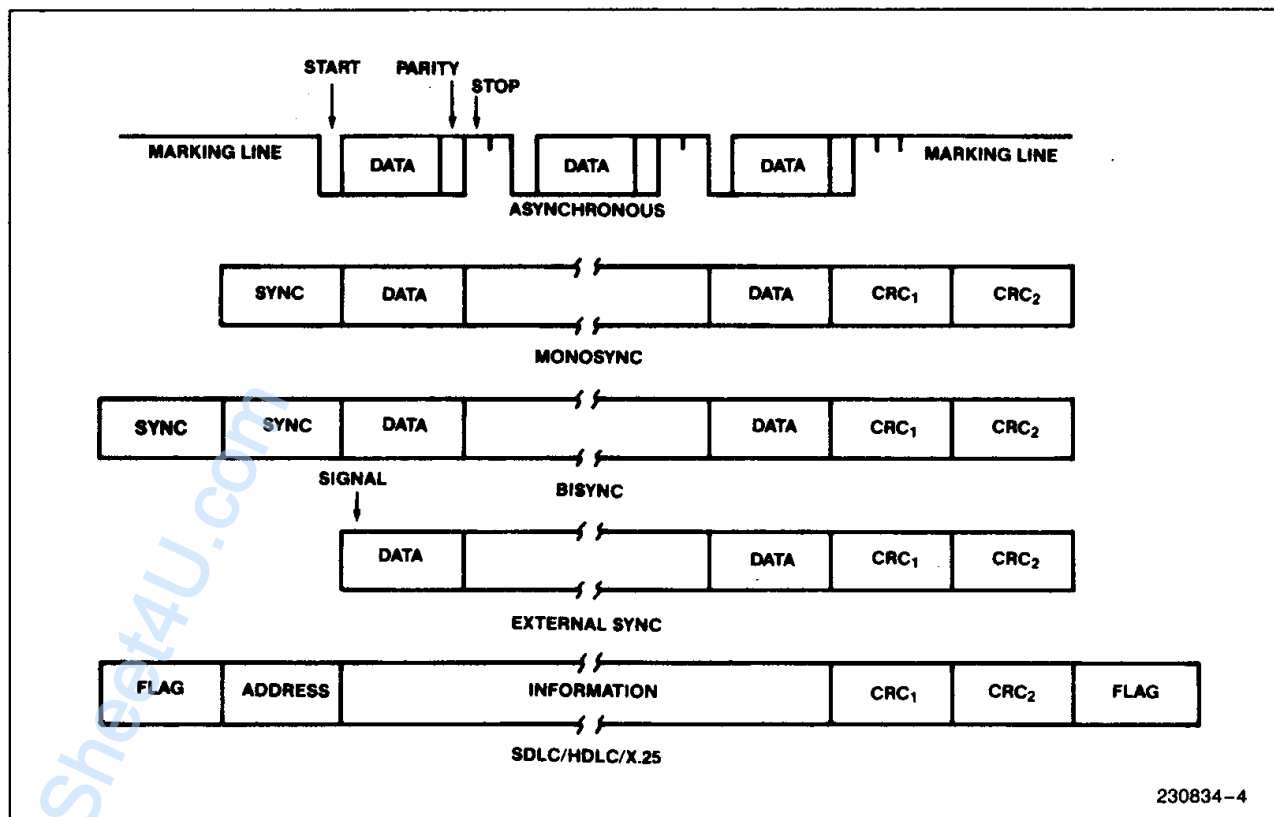 START PARITY STOP
MARKING LINE DATA DATA DATA MARKING LINE
ASYNCHRONOUS
SYNC DATA DATA CRC1 CRC2
MONOSYNC
SYNC SYNC DATA DATA CRC1 CRC2
BISYNC
SIGNAL
DATA DATA CRC1 CRC2
EXTERNAL SYNC
FLAG ADDRESS INFORMATION CRC1 CRC2 FLAG
SDLC/HDLC/X.25
230834-4
Sheet4U.com